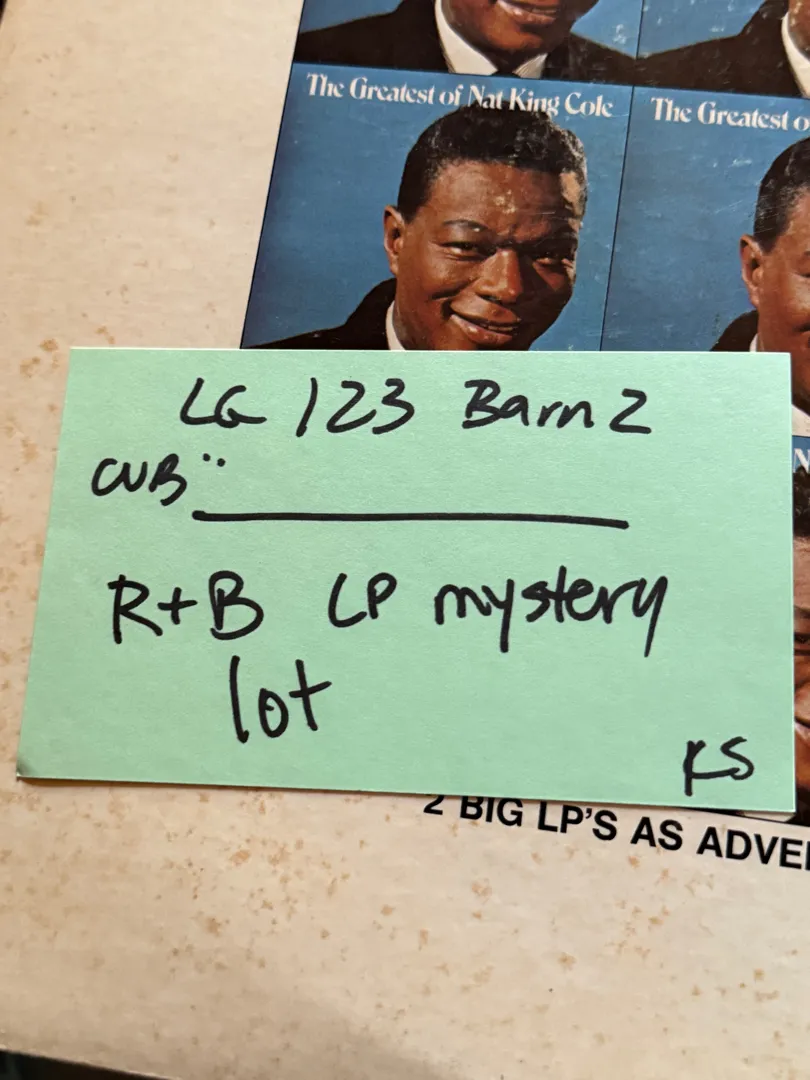 The Greatest of Nat King Cole
The Greatest o
N
LG 123 Barn 2
CUB:
R+B LP mystery
lot
KS
2 BIG LP'S AS ADVE